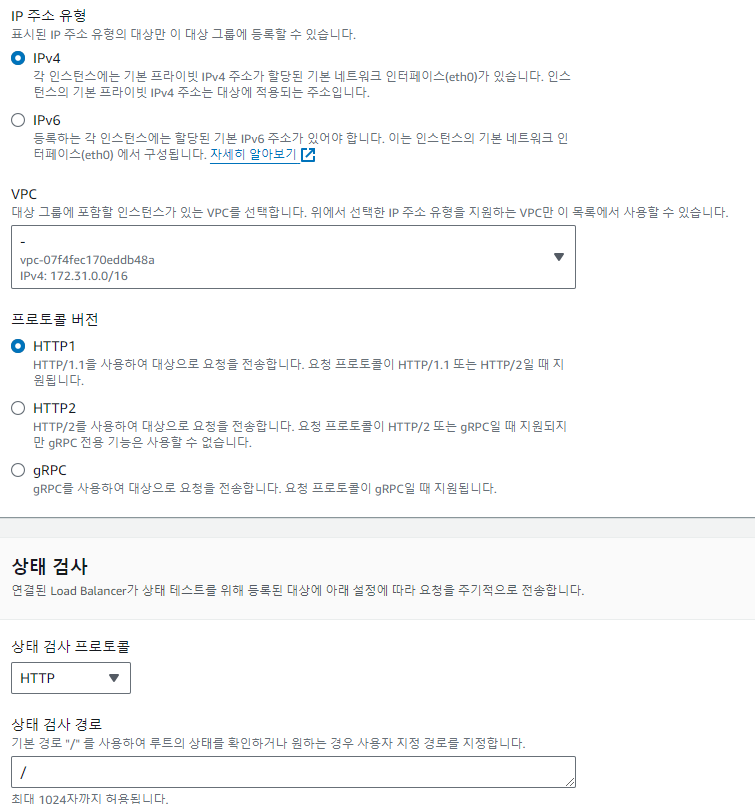 IP 주소 유형
표시된 IP 주소 유형의 대상만 이 대상 그룹에 등록할 수 있습니다.
IPv4
각 인스턴스에는 기본 프라이빗 IPv4 주소가 할당된 기본 네트워크 인터페이스(eth0)가 있습니다. 인스
턴스의 기본 프라이빗 IPv4 주소는 대상에 적용되는 주소입니다.
IPv6
등록하는 각 인스턴스에는 할당된 기본 IPv6 주소가 있어야 합니다. 이는 인스턴스의 기본 네트워크 인
터페이스(eth0) 에서 구성됩니다. 자세히 알아보기
VPC
대상 그룹에 포함할 인스턴스가 있는 VPC를 선택합니다. 위에서 선택한 IP 주소 유형을 지원하는 VPC만 이 목록에서 사용할 수 있습니다.
-
vpc-07f4fec170eddb48a
IPv4: 172.31.0.0/16
프로토콜 버전
HTTP1
HTTP/1.1을 사용하여 대상으로 요청을 전송합니다. 요청 프로토콜이 HTTP/1.1 또는 HTTP/2일 때 지
원됩니다.
HTTP2
HTTP/2를 사용하여 대상으로 요청을 전송합니다. 요청 프로토콜이 HTTP/2 또는 gRPC일 때 지원되지
만 gRPC 전용 기능은 사용할 수 없습니다.
gRPC
gRPC를 사용하여 대상으로 요청을 전송합니다. 요청 프로토콜이 gRPC일 때 지원됩니다.
상태 검사
연결된 Load Balancer가 상태 테스트를 위해 등록된 대상에 아래 설정에 따라 요청을 주기적으로 전송합니다.
상태 검사 프로토콜
HTTP
상태 검사 경로
기본 경로 "/" 를 사용하여 루트의 상태를 확인하거나 원하는 경우 사용자 지정 경로를 지정합니다.
/
최대 1024자까지 허용됩니다.